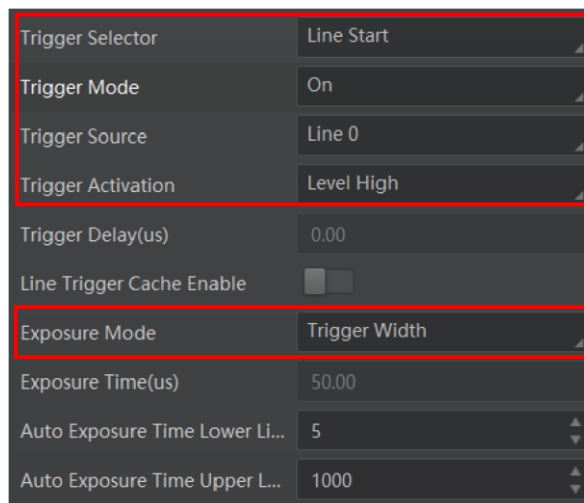 Trigger Selector Line Start
Trigger Mode On
Trigger Source Line 0
Trigger Activation Level High
Trigger Delay(us) 0.00
Line Trigger Cache Enable
Exposure Mode Trigger Width
Exposure Time(us) 50.00
Auto Exposure Time Lower Li... 5
Auto Exposure Time Upper L... 1000